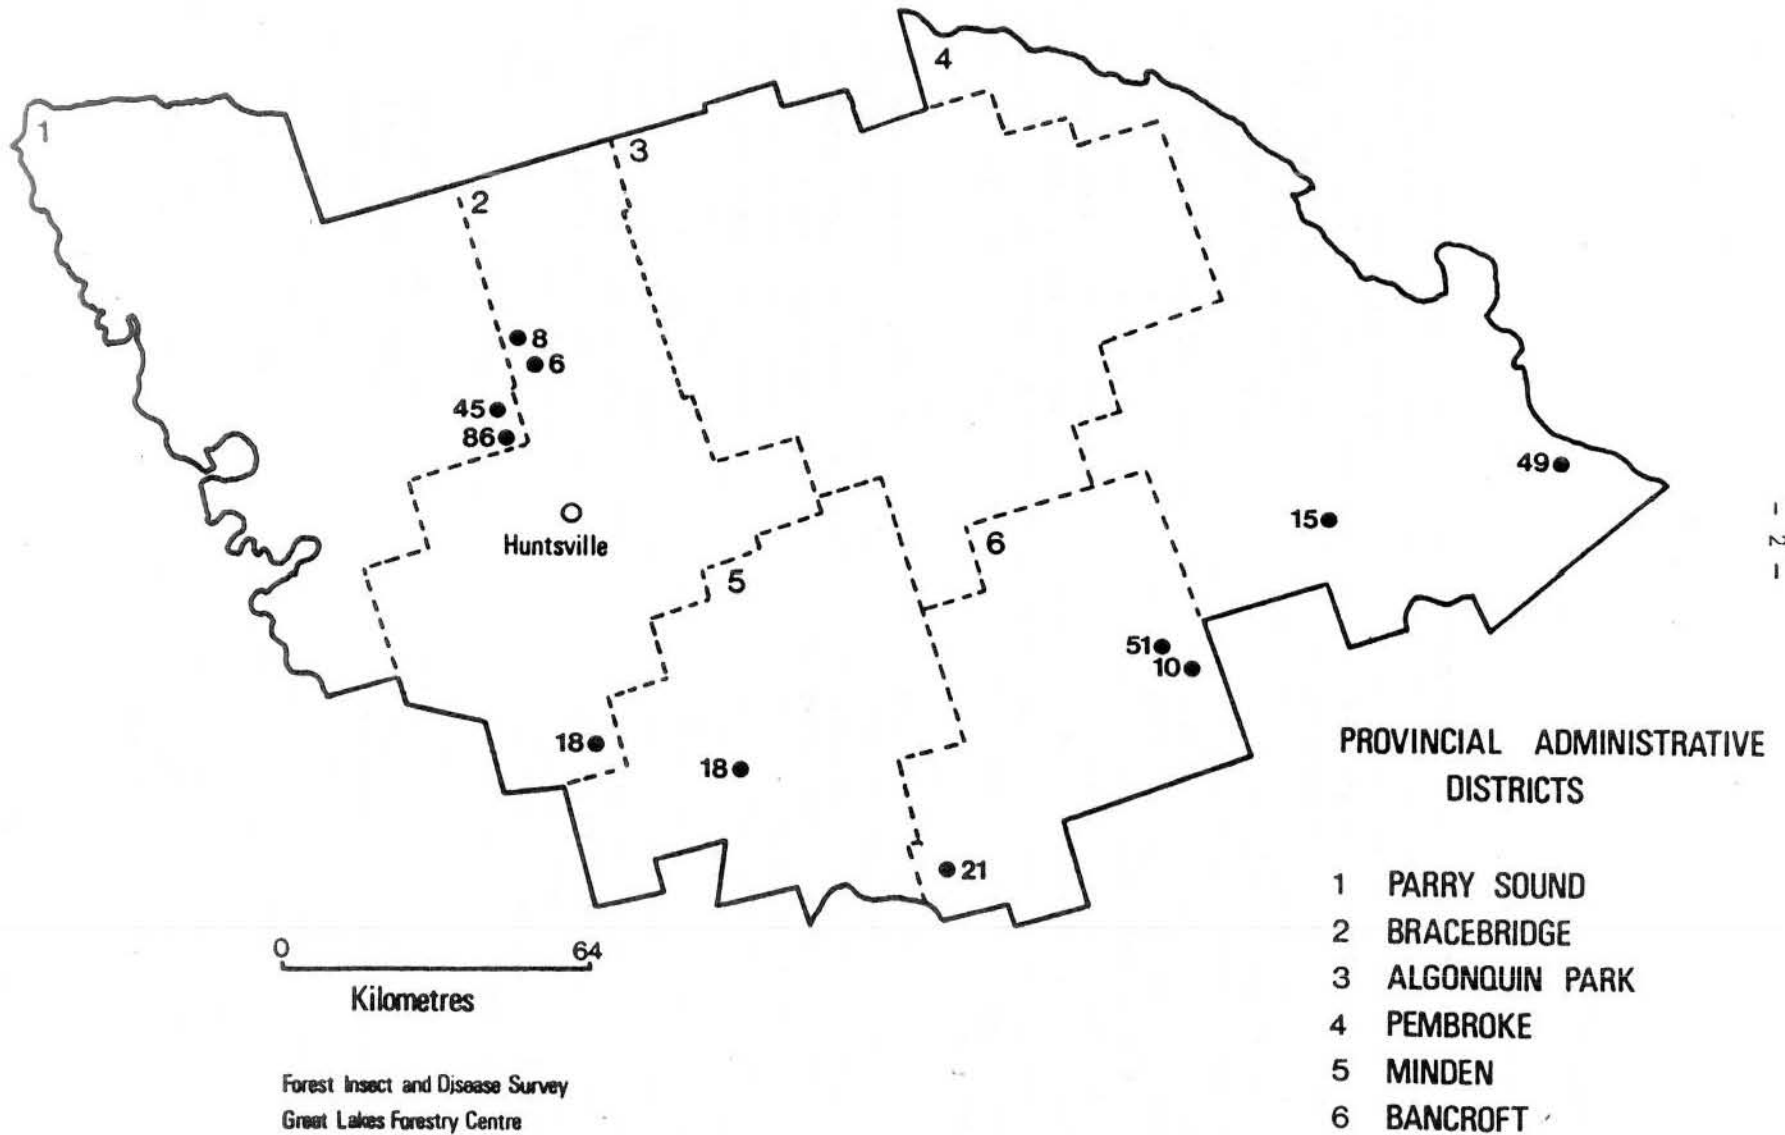 4
1
3
2
8
6
45
86
49
15
6
Huntsville
5
51
10
18
18
21
- 2 -
PROVINCIAL ADMINISTRATIVE
DISTRICTS
1 PARRY SOUND
2 BRACEBRIDGE
3 ALGONQUIN PARK
4 PEMBROKE
5 MINDEN
6 BANCROFT
0 64
Kilometres
Forest Insect and Disease Survey
Great Lakes Forestry Centre